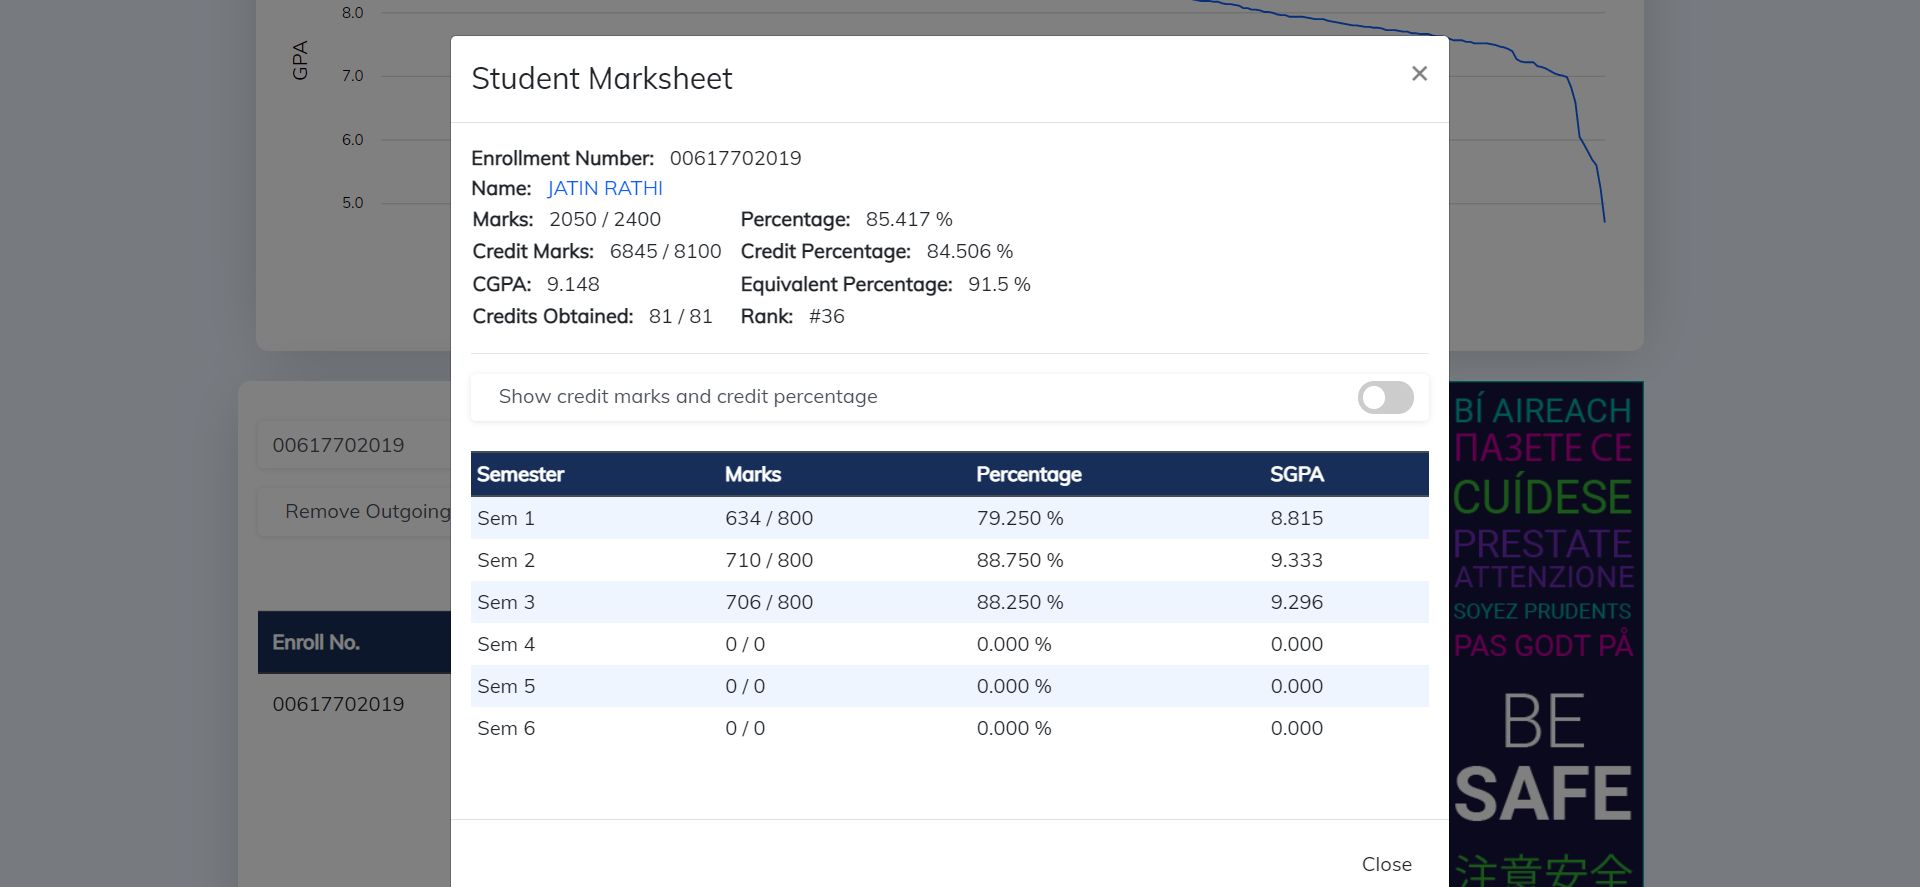 8.0
7.0
6.0
5.0
GPA
Student Marksheet
×
Enrollment Number: 00617702019
Name: JATIN RATHI
Marks: 2050 / 2400 Percentage: 85.417 %
Credit Marks: 6845 / 8100 Credit Percentage: 84.506 %
CGPA: 9.148 Equivalent Percentage: 91.5 %
Credits Obtained: 81 / 81 Rank: #36
Show credit marks and credit percentage
Semester Marks Percentage SGPA
Sem 1 634 / 800 79.250 % 8.815
Sem 2 710 / 800 88.750 % 9.333
Sem 3 706 / 800 88.250 % 9.296
Sem 4 0 / 0 0.000 % 0.000
Sem 5 0 / 0 0.000 % 0.000
Sem 6 0 / 0 0.000 % 0.000
Close
00617702019
Remove Outgoing
Enroll No.
00617702019
BÍ AIREACH
ПАЗЕТЕ СЕ
CUÍDESE
PRESTATE
ATTENZIONE
SOYEZ PRUDENTS
PAS GODT PÅ
BE
SAFE
注意安全